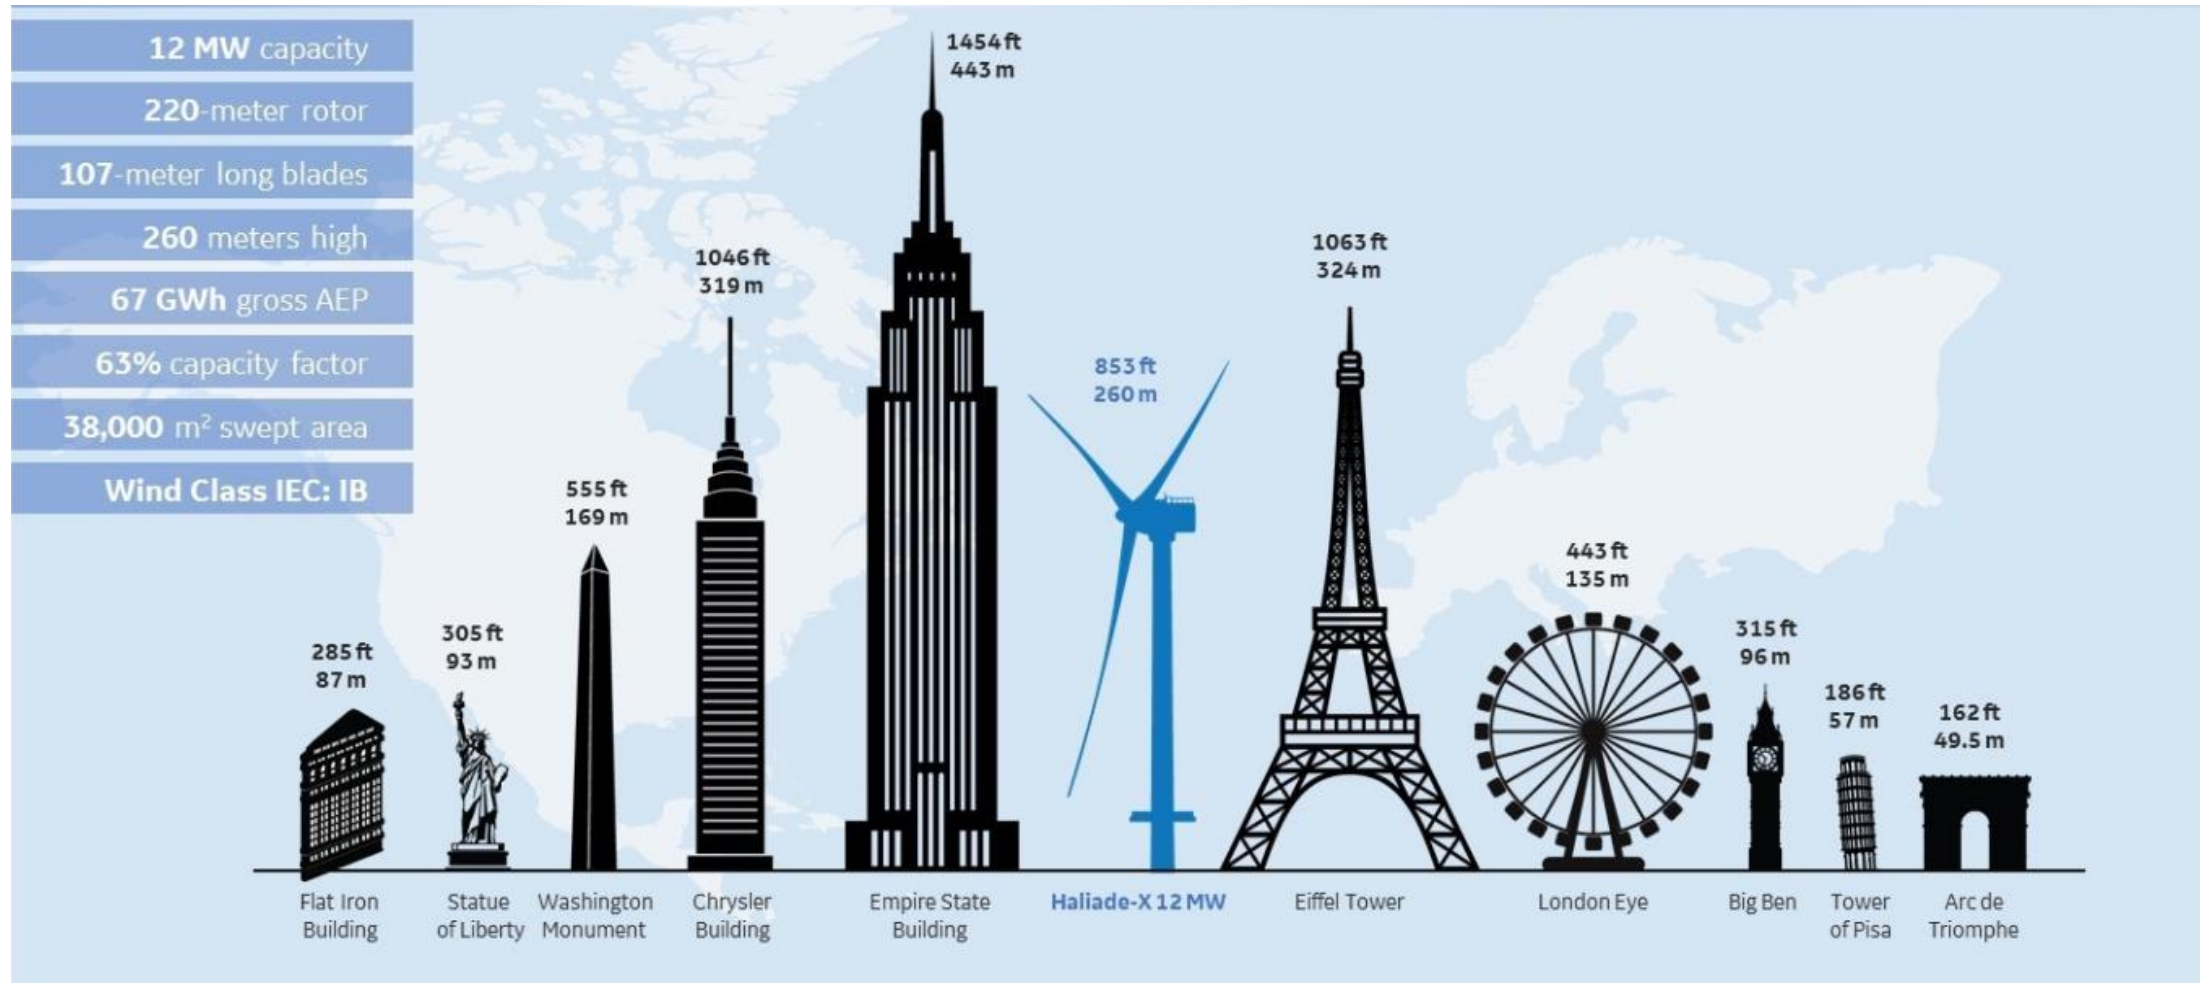 12 MW capacity
220-meter rotor
107-meter long blades
260 meters high
67 GWh gross AEP
63% capacity factor
38,000 m² swept area
Wind Class IEC: IB
285 ft
87 m
305 ft
93 m
555 ft
169 m
1046 ft
319 m
1454 ft
443 m
853 ft
260 m
1063 ft
324 m
443 ft
135 m
315 ft
96 m
186 ft
57 m
162 ft
49.5 m
Flat Iron
Building
Statue
of Liberty
Washington
Monument
Chrysler
Building
Empire State
Building
Haliade-X 12 MW
Eiffel Tower
London Eye
Big Ben
Tower
of Pisa
Arc de
Triomphe